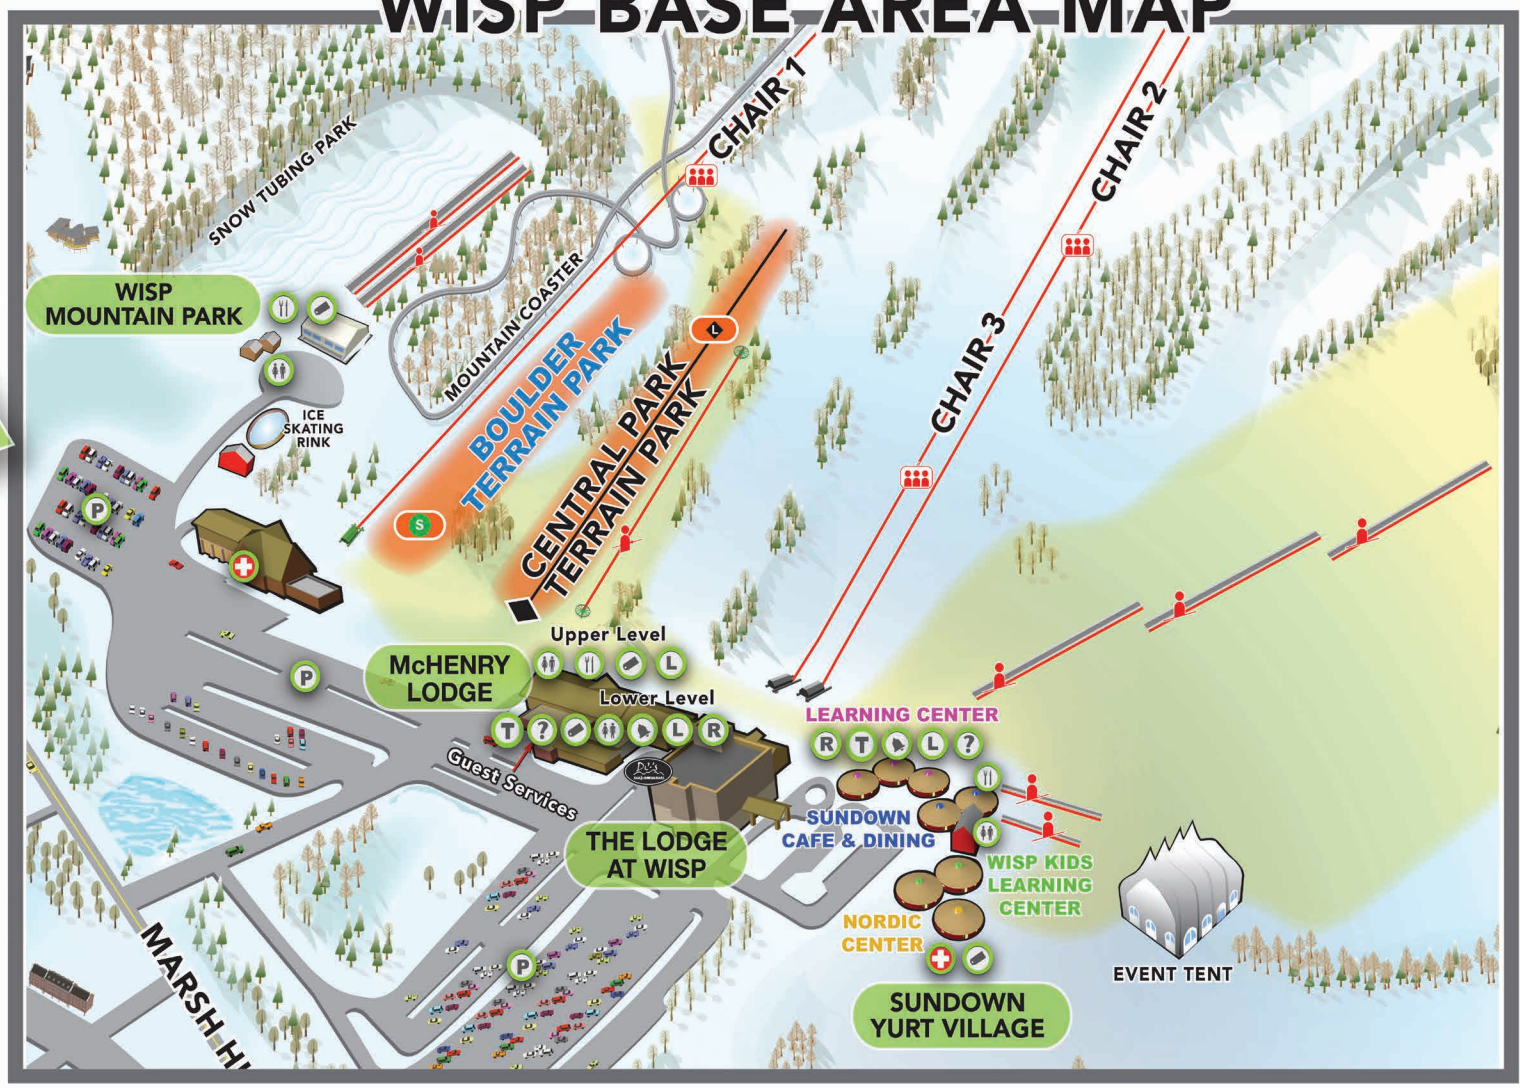 WISP BASE AREA MAP
SNOW TUBING PARK
CHAIR 1
CHAIR 2
CHAIR 3
WISP
MOUNTAIN PARK
MOUNTAIN COASTER
BOULDER
TERRAIN PARK
CENTRAL PARK
TERRAIN PARK
L
S
ICE
SKATING
RINK
P
P
Upper Level
L
McHENRY
LODGE
Lower Level
T
?
L
R
Guest Services
LEARNING CENTER
R
T
L
?
SUNDOWN
CAFE & DINING
THE LODGE
AT WISP
WISP KIDS
LEARNING
CENTER
NORDIC
CENTER
P
EVENT TENT
SUNDOWN
YURT VILLAGE
MARSH